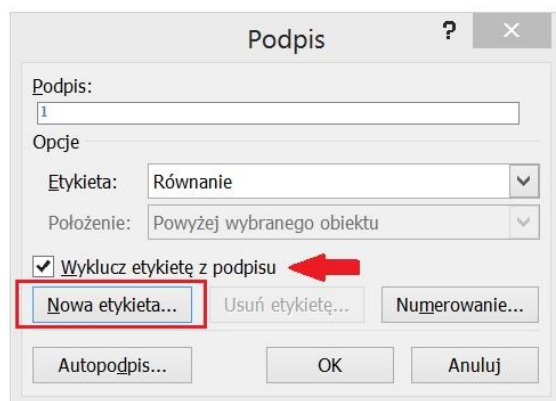 Podpis ?
Podpis:
1
Opcje
Etykieta: Równanie
Położenie: Powyżej wybranego obiektu
Wyklucz etykietę z podpisu
Nowa etykieta... Usuń etykietę... Numerowanie...
Autopodpis... OK Anuluj